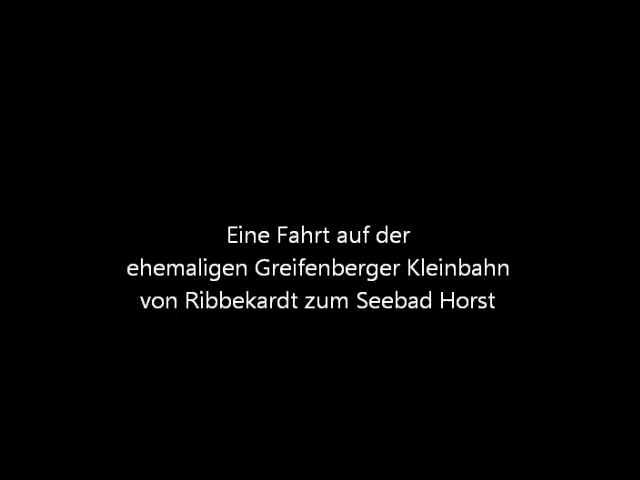 Eine Fahrt auf der
ehemaligen Greifenberger Kleinbahn
von Ribbekardt zum Seebad Horst